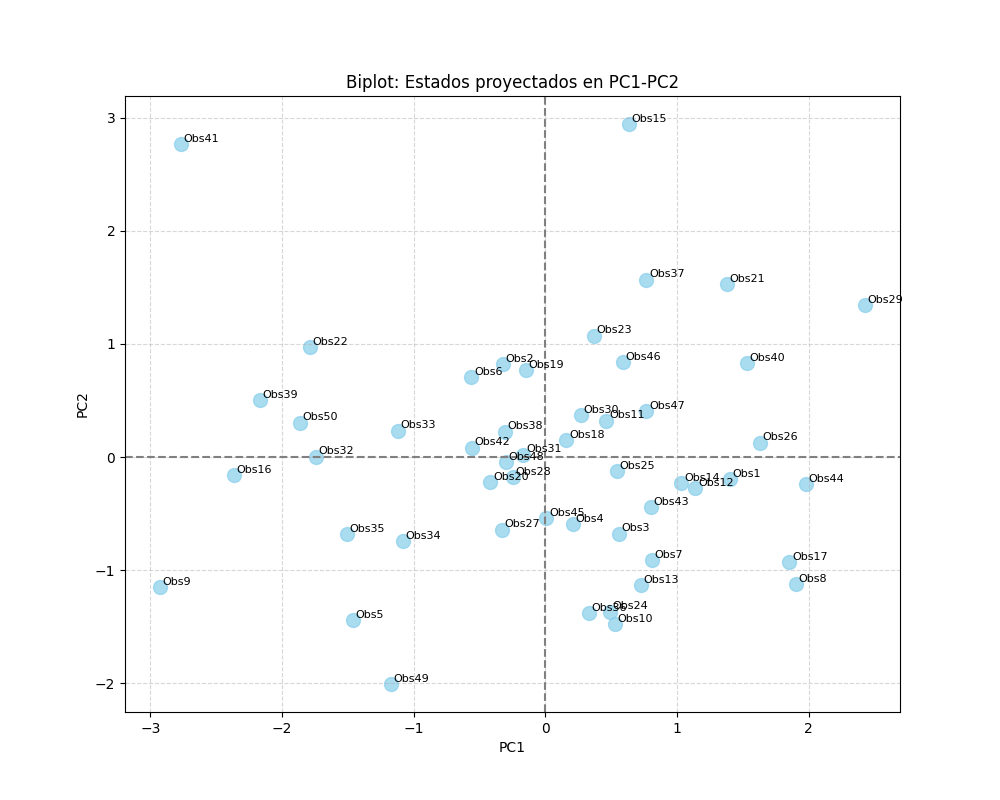 Biplot: Estados proyectados en PC1-PC2
3
Obs15
Obs41
2
Obs37
Obs21
Obs29
Obs23
1
Obs22
Obs2
Obs46
Obs40
Obs19
Obs6
Obs39
Obs30
Obs47
Obs50
Obs11
Obs33
Obs38
Obs18
Obs26
Obs42
Obs31
0
Obs32
Obs48
Obs25
Obs16
Obs28
Obs20
Obs14
Obs1
Obs12
Obs44
Obs43
Obs45
Obs4
Obs27
Obs35
Obs34
Obs3
Obs7
Obs17
−1
Obs9
Obs13
Obs8
Obs5
Obs36
Obs24
Obs10
Obs49
−2
PC2
−3
−2
−1
0
1
2
PC1